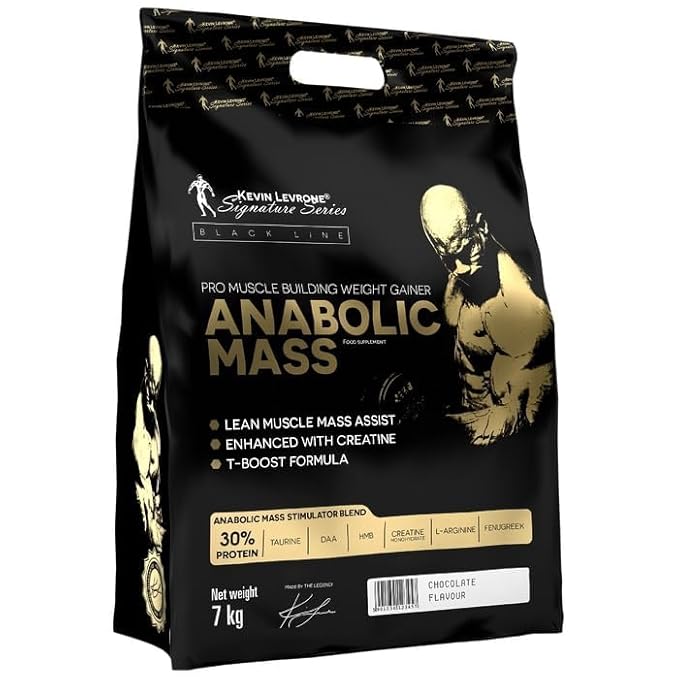 KEVIN LEVRONE®
Signature Series
BLACK LINE
PRO MUSCLE BUILDING WEIGHT GAINER
ANABOLIC
MASS
FOOD SUPPLEMENT
LEAN MUSCLE MASS ASSIST
ENHANCED WITH CREATINE
T-BOOST FORMULA
ANABOLIC MASS STIMULATOR BLEND
30% PROTEIN
TAURINE
DAA
HMB
CREATINE MONOHYDRATE
L-ARGININE
FENUGREEK
Net weight
7 kg
MADE BY THE LEGEND!
CHOCOLATE
FLAVOUR